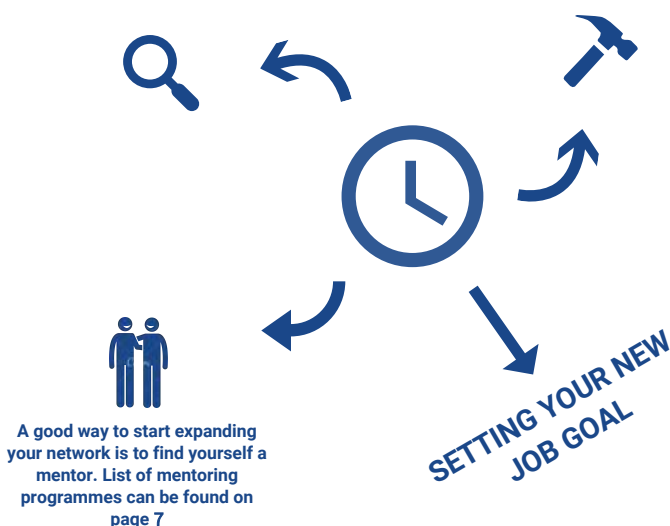 A good way to start expanding
your network is to find yourself a
mentor. List of mentoring
programmes can be found on
page 7
SETTING YOUR NEW
JOB GOAL